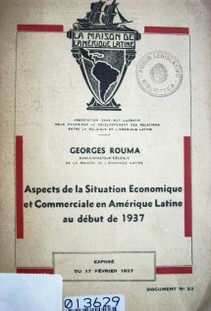 LA MAISON DE
L'AMÉRIQUE LATINE
ASSOCIATION SANS BUT LUCRATIF
POUR FAVORISER LE DÉVELOPPEMENT DES RELATIONS
ENTRE LA BELGIQUE ET L'AMÉRIQUE LATINE
GEORGES ROUMA
ADMINISTRATEUR DÉLÉGUÉ
DE LA MAISON DE L'AMÉRIQUE LATINE
Aspects de la Situation Economique
et Commerciale en Amérique Latine
au début de 1937
EXPOSÉ
DU 27 FÉVRIER 1937
013629
DOCUMENT N°